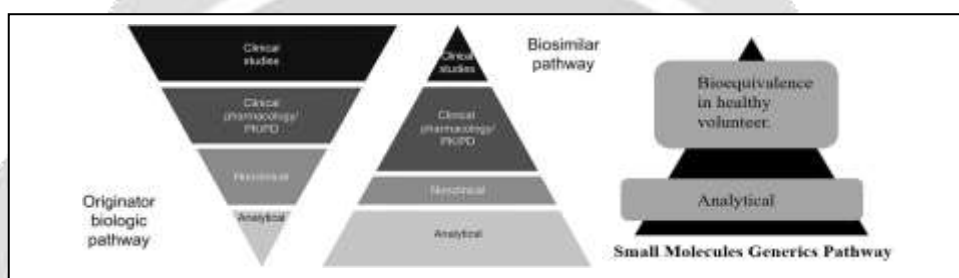 Clinical
studies
Clinical
pharmacology/
PK/PD
Nonclinical
Analytical
Originator
biologic
pathway
Clinical
studies
Clinical
pharmacology/
PK/PD
Nonclinical
Analytical
Biosimilar
pathway
Bioequivalence
in healthy
volunteer.
Analytical
Small Molecules Generics Pathway